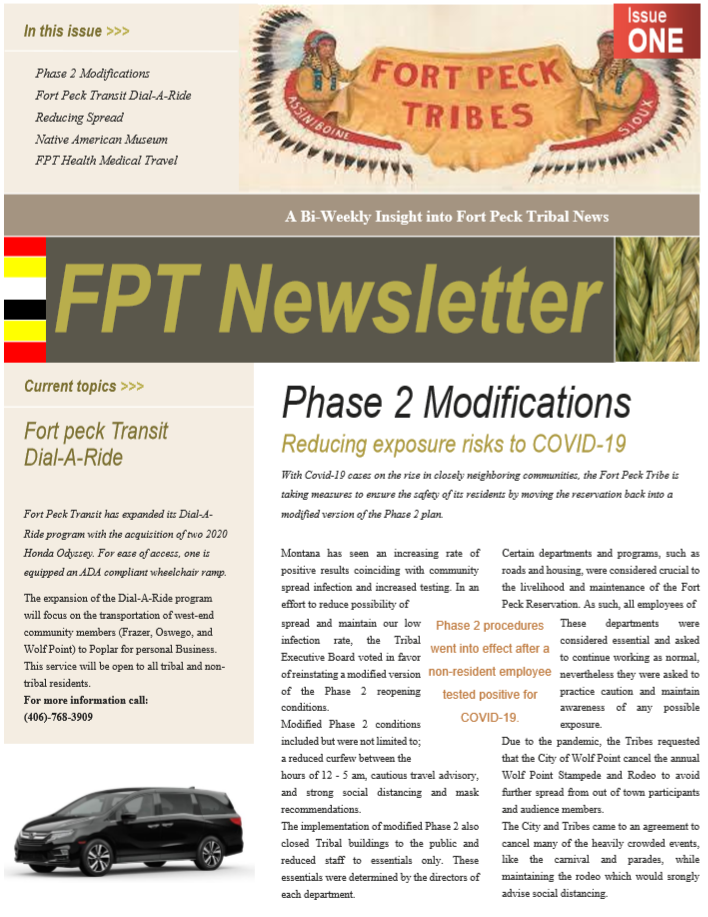 In this issue >>>
Phase 2 Modifications
Fort Peck Transit Dial-A-Ride
Reducing Spread
Native American Museum
FPT Health Medical Travel
FORT PECK
TRIBES
ASSINIBOINE
SIOUX
Issue
ONE
A Bi-Weekly Insight into Fort Peck Tribal News
FPT Newsletter
Current topics >>>
Fort peck Transit
Dial-A-Ride
Fort Peck Transit has expanded its Dial-A-
Ride program with the acquisition of two 2020
Honda Odyssey. For ease of access, one is
equipped an ADA compliant wheelchair ramp.
The expansion of the Dial-A-Ride program
will focus on the transportation of west-end
community members (Frazer, Oswego, and
Wolf Point) to Poplar for personal Business.
This service will be open to all tribal and non-
tribal residents.
For more information call:
(406)-768-3909
Phase 2 Modifications
Reducing exposure risks to COVID-19
With Covid-19 cases on the rise in closely neighboring communities, the Fort Peck Tribe is
taking measures to ensure the safety of its residents by moving the reservation back into a
modified version of the Phase 2 plan.
Montana has seen an increasing rate of
positive results coinciding with community
spread infection and increased testing. In an
effort to reduce possibility of
spread and maintain our low
infection rate, the Tribal
Executive Board voted in favor
of reinstating a modified version
of the Phase 2 reopening
conditions.
Modified Phase 2 conditions
included but were not limited to;
a reduced curfew between the
hours of 12 - 5 am, cautious travel advisory,
and strong social distancing and mask
recommendations.
The implementation of modified Phase 2 also
closed Tribal buildings to the public and
reduced staff to essentials only. These
essentials were determined by the directors of
each department.
Phase 2 procedures
went into effect after a
non-resident employee
tested positive for
COVID-19.
Certain departments and programs, such as
roads and housing, were considered crucial to
the livelihood and maintenance of the Fort
Peck Reservation. As such, all employees of
These departments were
considered essential and asked
to continue working as normal,
nevertheless they were asked to
practice caution and maintain
awareness of any possible
exposure.
Due to the pandemic, the Tribes requested
that the City of Wolf Point cancel the annual
Wolf Point Stampede and Rodeo to avoid
further spread from out of town participants
and audience members.
The City and Tribes came to an agreement to
cancel many of the heavily crowded events,
like the carnival and parades, while
maintaining the rodeo which would srongly
advise social distancing.